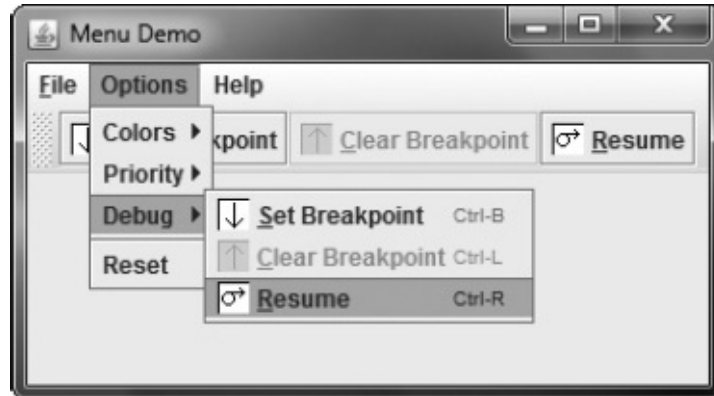 Menu Demo
File Options Help
kpoint Clear Breakpoint Resume
Colors
Priority
Debug
Reset
Set Breakpoint Ctrl-B
Clear Breakpoint Ctrl-L
Resume Ctrl-R